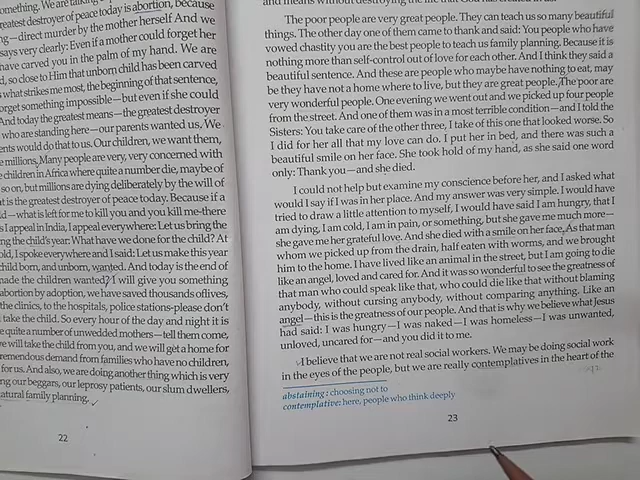 omething. We are talking
eatest destroyer of peace today is abortion, because
ng—direct murder by the mother herself And we
says very clearly: Even if a mother could forget her
have carved you in the palm of my hand. We are
d, so close to Him that unborn child has been carved
s what strikes me most, the beginning of that sentence,
orget something impossible—but even if she could
And today the greatest means—the greatest destroyer
who are standing here—our parents wanted us, We
ents would do that to us. Our children, we want them,
e millions, Many people are very, very concerned with
e children in Africa where quite a number die, maybe of
so on, but millions are dying deliberately by the will of
at is the greatest destroyer of peace today. Because if a
ld—what is left for me to kill you and you kill me-there
s I appeal in India, I appeal everywhere: Let us bring the
ng the child's year: What have we done for the child? At
old, I spoke everywhere and I said: Let us make this year
child born, and unborn, wanted. And today is the end of
made the children wanted? I will give you something
abortion by adoption, we have saved thousands of lives,
the clinics, to the hospitals, police stations-please don't
l take the child. So every hour of the day and night it is
e quite a number of unwedded mothers—tell them come,
e will take the child from you, and we will get a home for
remendous demand from families who have no children,
for us. And also, we are doing another thing which is very
ng our beggars, our leprosy patients, our slum dwellers,
atural family planning.
22
The poor people are very great people. They can teach us so many beautiful
things. The other day one of them came to thank and said: You people who have
vowed chastity you are the best people to teach us family planning. Because it is
nothing more than self-control out of love for each other. And I think they said a
beautiful sentence. And these are people who maybe have nothing to eat, may
be they have not a home where to live, but they are great people. The poor are
very wonderful people. One evening we went out and we picked up four people
from the street. And one of them was in a most terrible condition—and I told the
Sisters: You take care of the other three, I take of this one that looked worse. So
I did for her all that my love can do. I put her in bed, and there was such a
beautiful smile on her face. She took hold of my hand, as she said one word
only: Thank you—and she died.
I could not help but examine my conscience before her, and I asked what
would I say if I was in her place. And my answer was very simple. I would have
tried to draw a little attention to myself, I would have said I am hungry, that I
am dying, I am cold, I am in pain, or something, but she gave me much more—
she gave me her grateful love. And she died with a smile on her face, As that man
whom we picked up from the drain, half eaten with worms, and we brought
him to the home. I have lived like an animal in the street, but I am going to die
like an angel, loved and cared for. And it was so wonderful to see the greatness of
that man who could speak like that, who could die like that without blaming
anybody, without cursing anybody, without comparing anything. Like an
angel—this is the greatness of our people. And that is why we believe what Jesus
had said: I was hungry—I was naked—I was homeless—I was unwanted,
unloved, uncared for—and you did it to me.
I believe that we are not real social workers. We may be doing social work
in the eyes of the people, but we are really contemplatives in the heart of the
abstaining: choosing not to
contemplative: here, people who think deeply
23